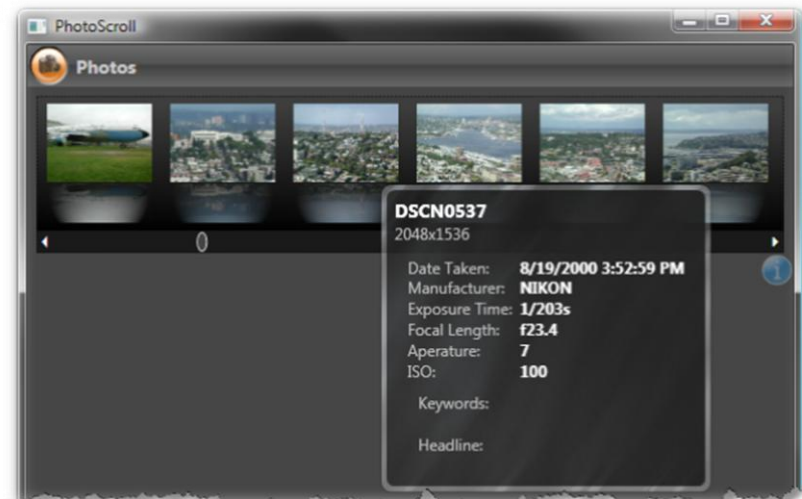 PhotoScroll
Photos
DSCN0537
2048x1536
Date Taken: 8/19/2000 3:52:59 PM
Manufacturer: NIKON
Exposure Time: 1/203s
Focal Length: f23.4
Aperature: 7
ISO: 100
Keywords:
Headline: